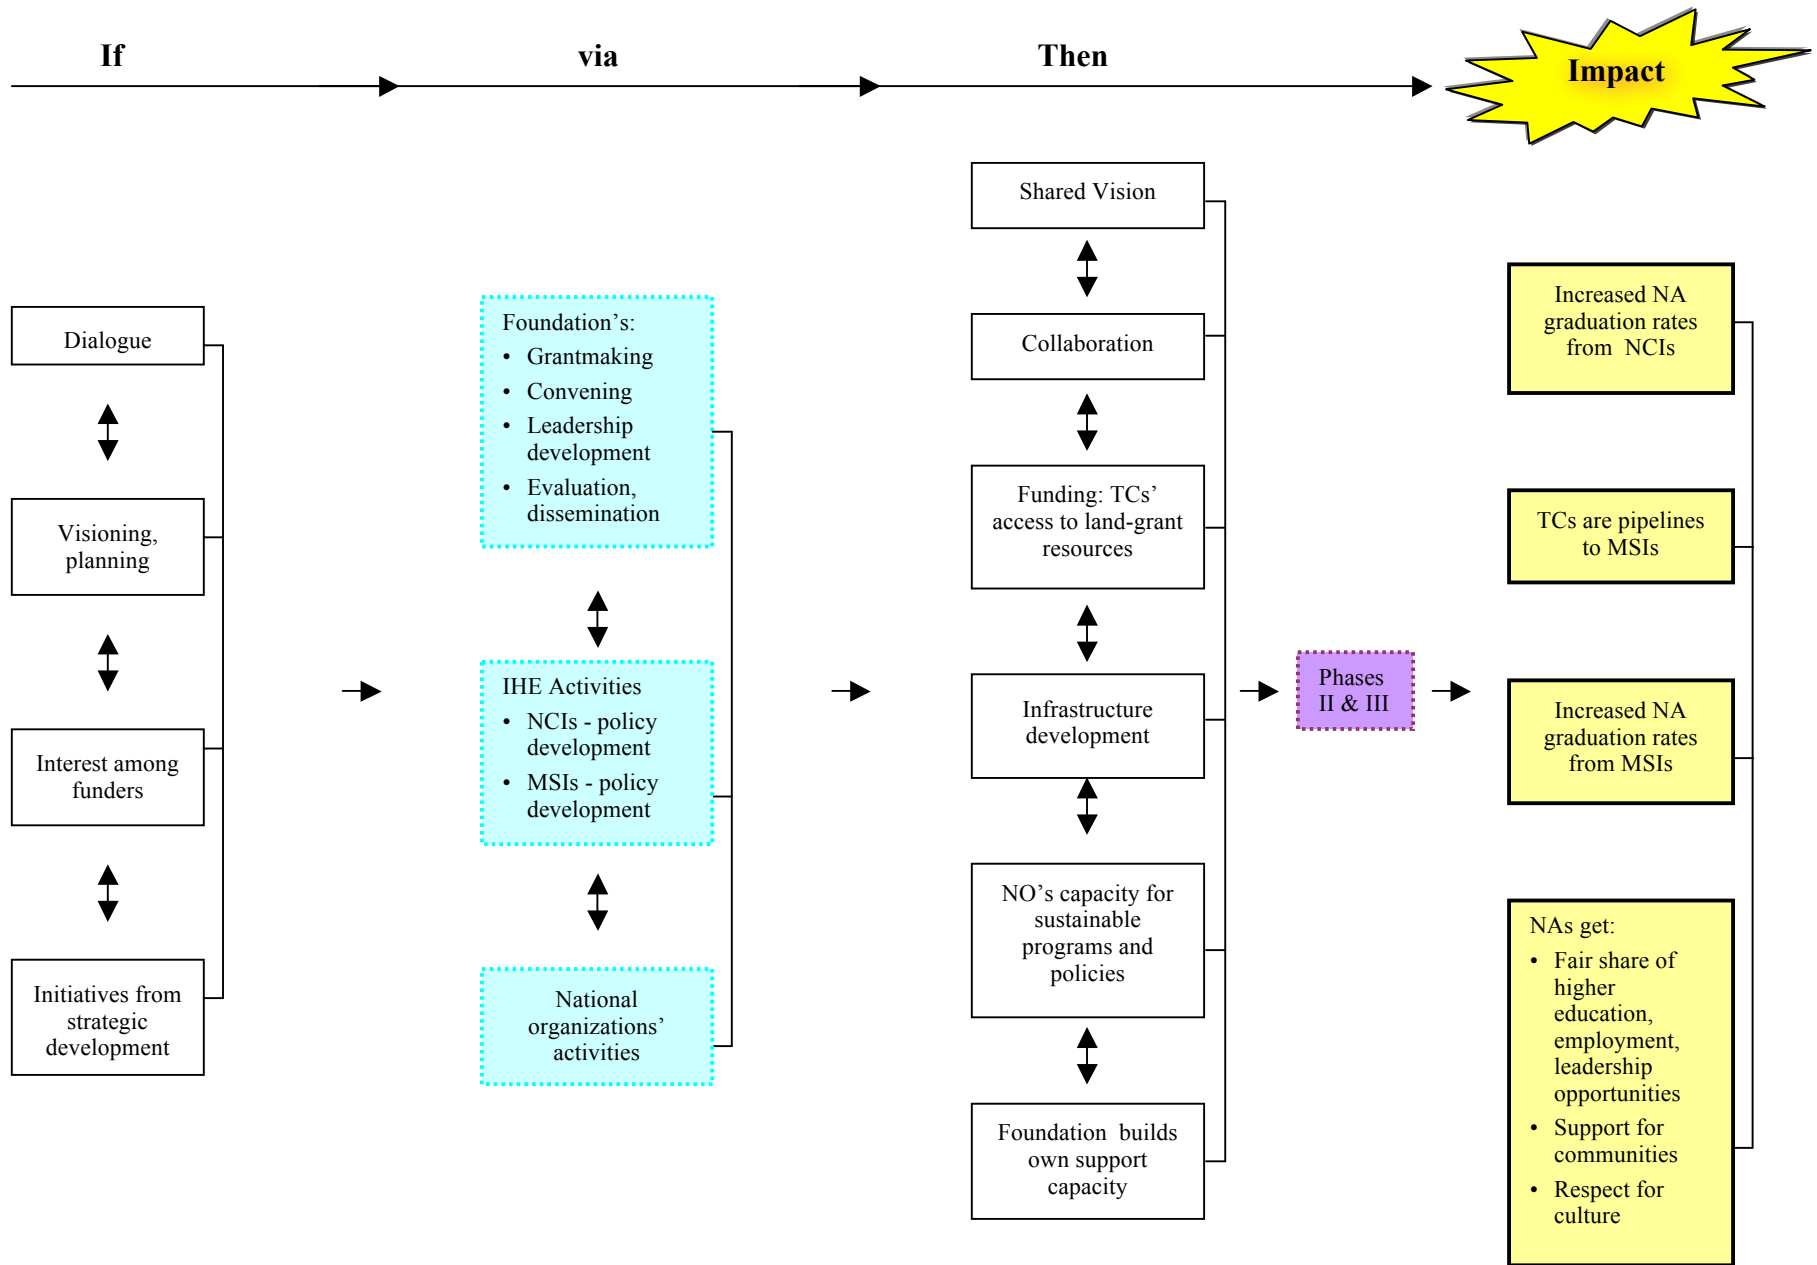 If
via
Then
Impact
Dialogue
Visioning,
planning
Interest among
funders
Initiatives from
strategic
development
Foundation’s:
• Grantmaking
• Convening
• Leadership
development
• Evaluation,
dissemination
IHE Activities
• NCIs - policy
development
• MSIs - policy
development
National
organizations’
activities
Shared Vision
Collaboration
Funding: TCs’
access to land-grant
resources
Infrastructure
development
NO’s capacity for
sustainable
programs and
policies
Foundation builds
own support
capacity
Phases
II & III
Increased NA
graduation rates
from NCIs
TCs are pipelines
to MSIs
Increased NA
graduation rates
from MSIs
NAs get:
• Fair share of
higher
education,
employment,
leadership
opportunities
• Support for
communities
• Respect for
culture